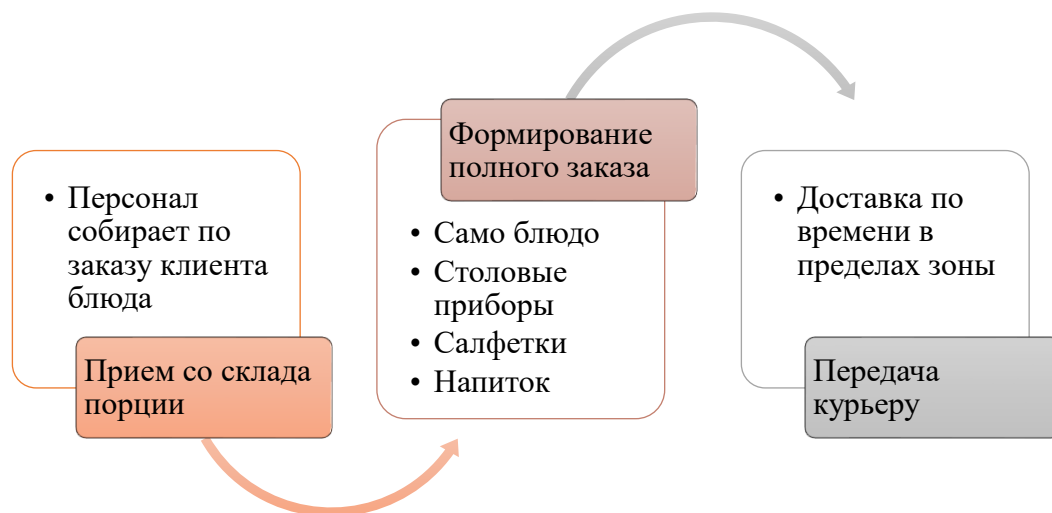 • Персонал
собирает по
заказу клиента
блюда
Прием со склада
порции
Формирование
полного заказа
• Само блюдо
• Столовые
приборы
• Салфетки
• Напиток
• Доставка по
времени в
пределах зоны
Передача
курьеру